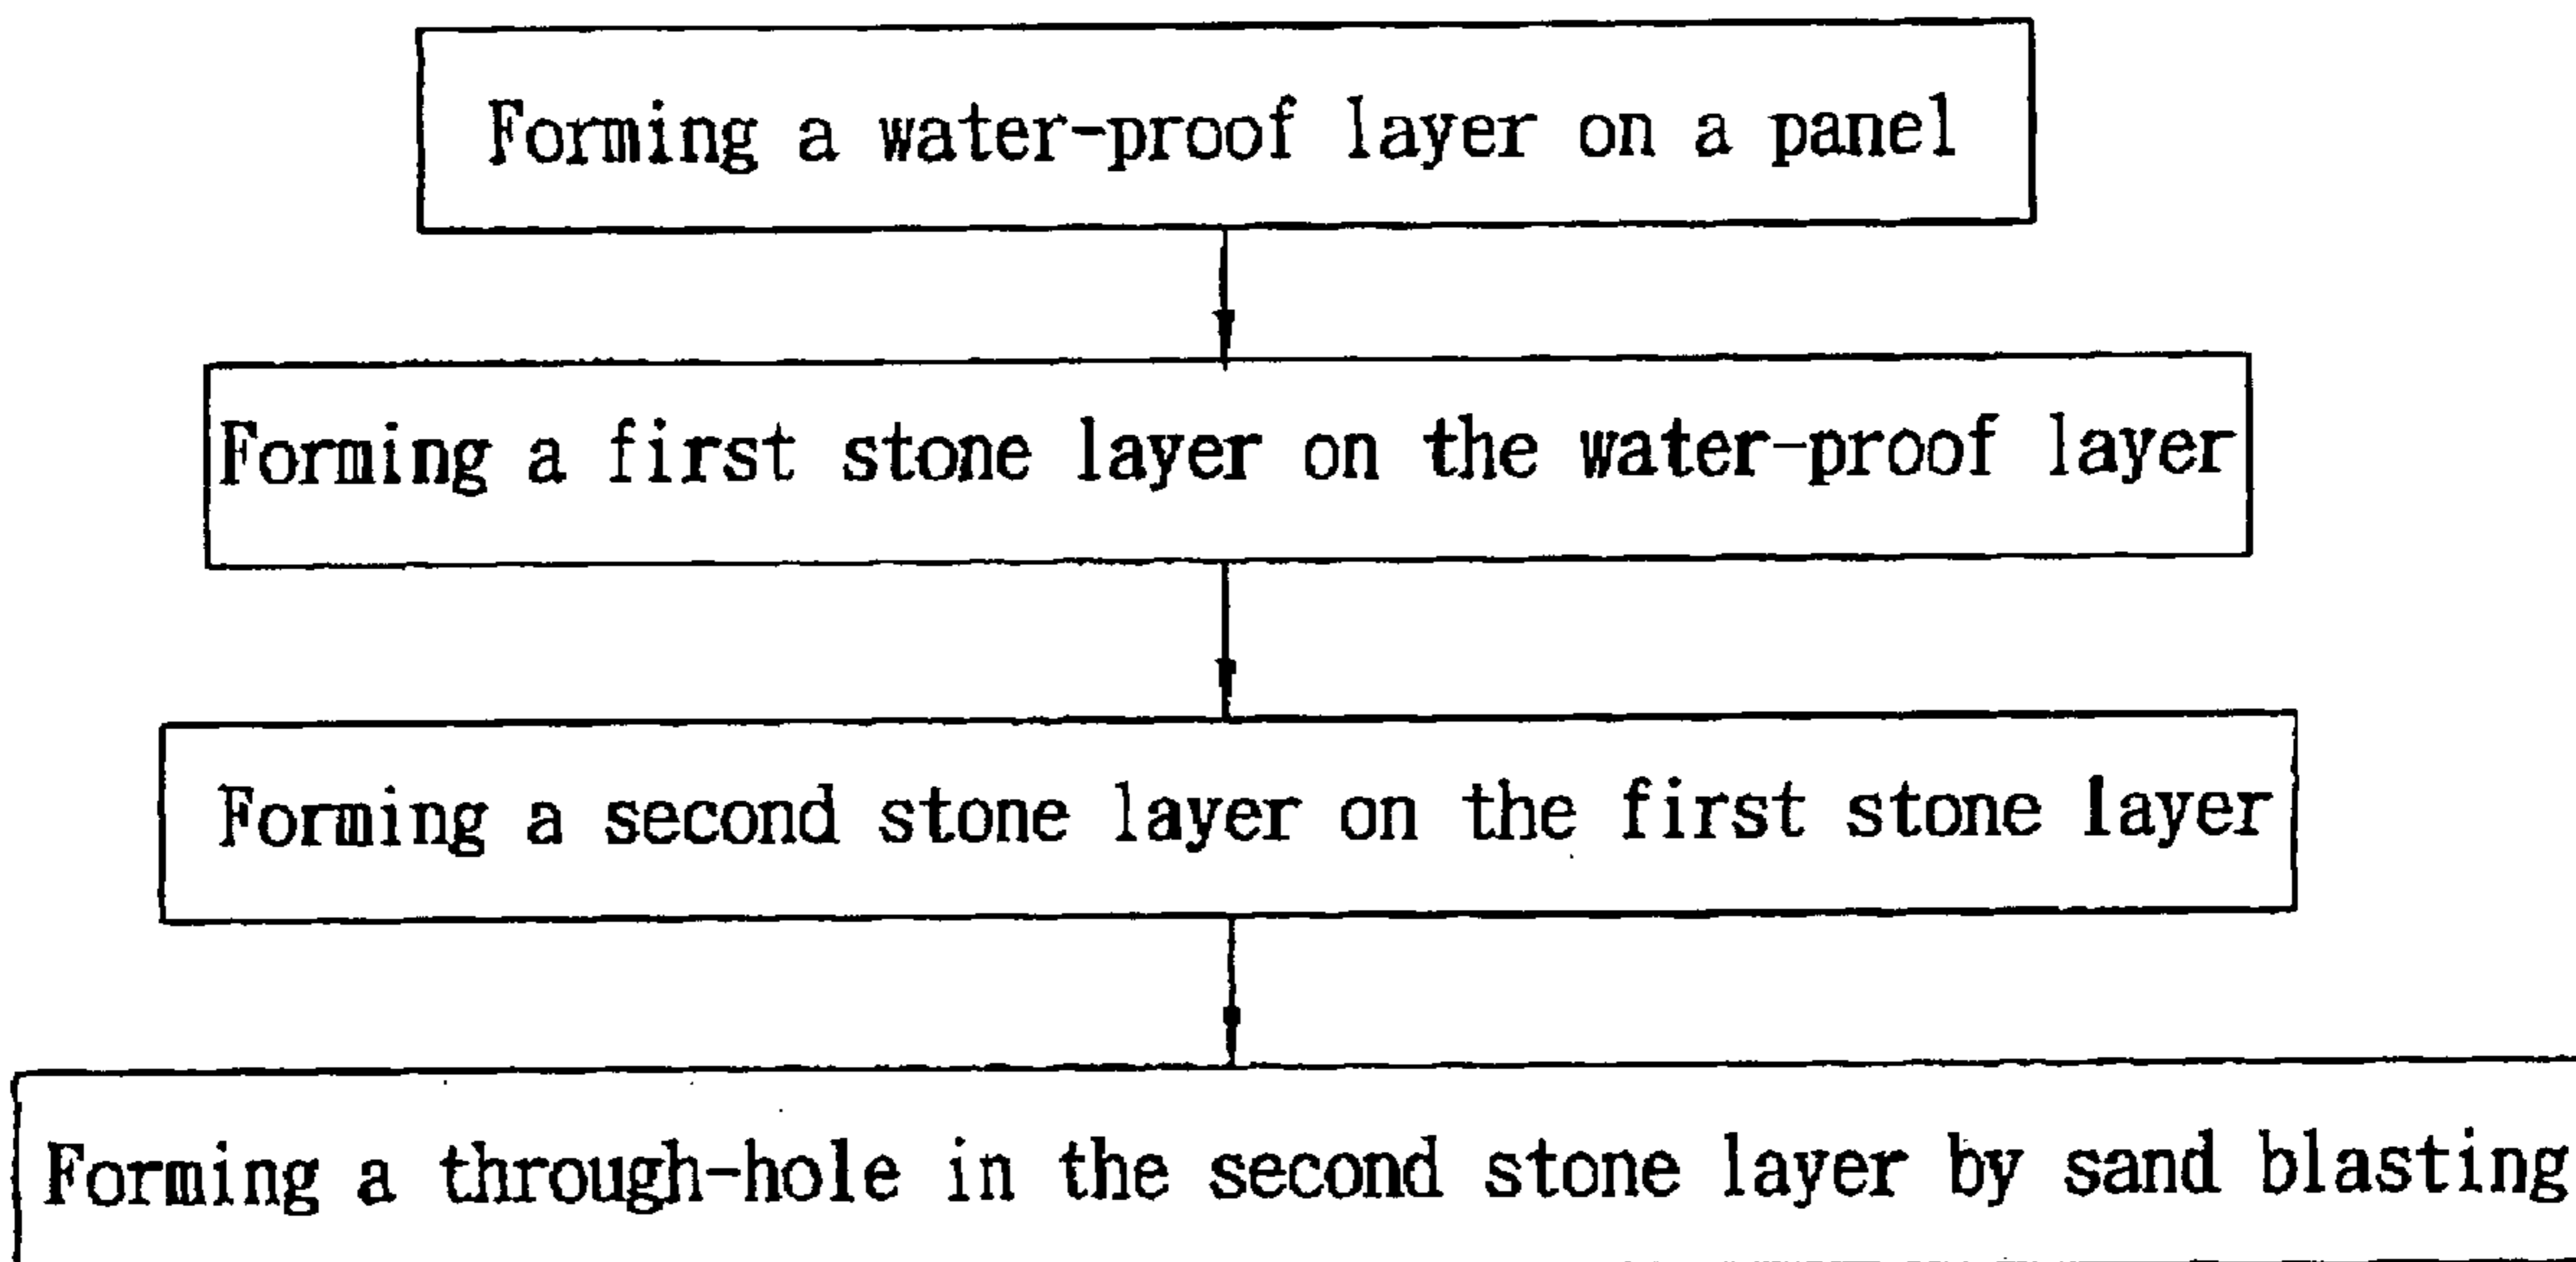 Forming a water-proof layer on a panel
Forming a first stone layer on the water-proof layer
Forming a second stone layer on the first stone layer
Forming a through-hole in the second stone layer by sand blasting